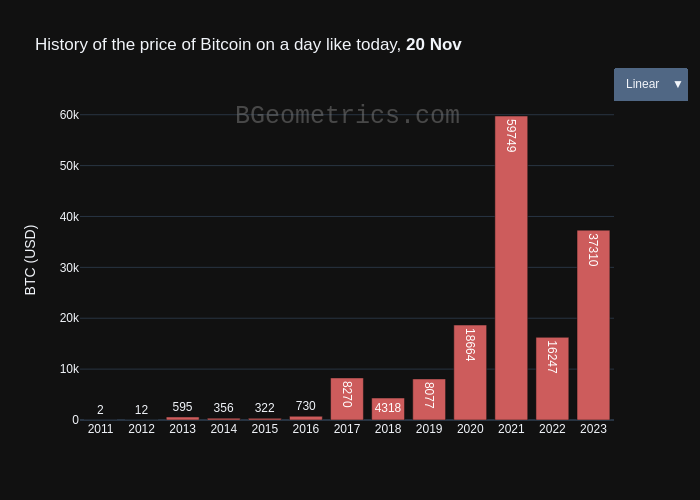 History of the price of Bitcoin on a day like today, 20 Nov
Linear ▼
BGeometrics.com
60k
50k
40k
30k
20k
10k
0
BTC (USD)
2
12
595
356
322
730
8270
4318
8077
18664
59749
16247
37310
2011 2012 2013 2014 2015 2016 2017 2018 2019 2020 2021 2022 2023